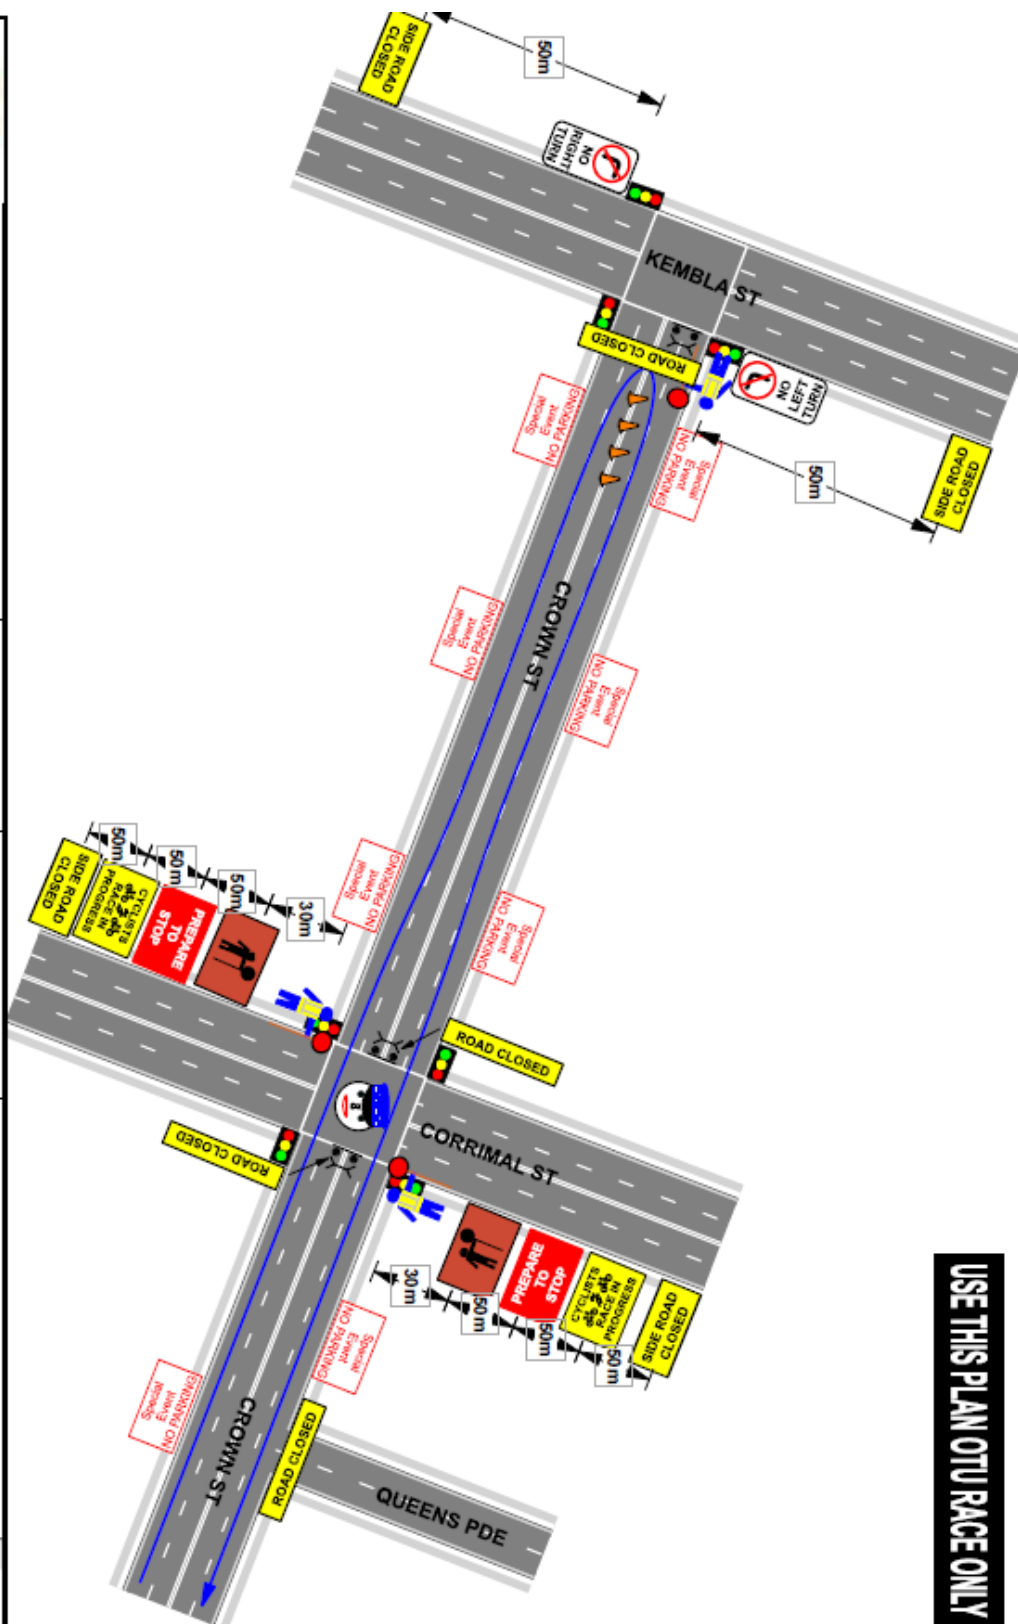 SIDE ROAD
CLOSED
50m
NO
RIGHT
TURN
KEMBLA ST
ROAD CLOSED
NO
LEFT
TURN
Special
Event
NO PARKING
Special
Event
NO PARKING
50m
SIDE ROAD
CLOSED
CROWN ST
Special
Event
NO PARKING
Special
Event
NO PARKING
50m
50m
50m
30m
SIDE ROAD
CLOSED
CYCLISTS
RACE IN
PROGRESS
PREPARE
TO
STOP
Special
Event
NO PARKING
Special
Event
NO PARKING
ROAD CLOSED
ROAD CLOSED
CORRIMAL ST
PREPARE
TO
STOP
CYCLISTS
RACE IN
PROGRESS
SIDE ROAD
CLOSED
30m
50m
50m
50m
Special
Event
NO PARKING
Special
Event
NO PARKING
CROWN ST
ROAD CLOSED
QUEENS PDE
USE THIS PLAN OTU RACE ONLY